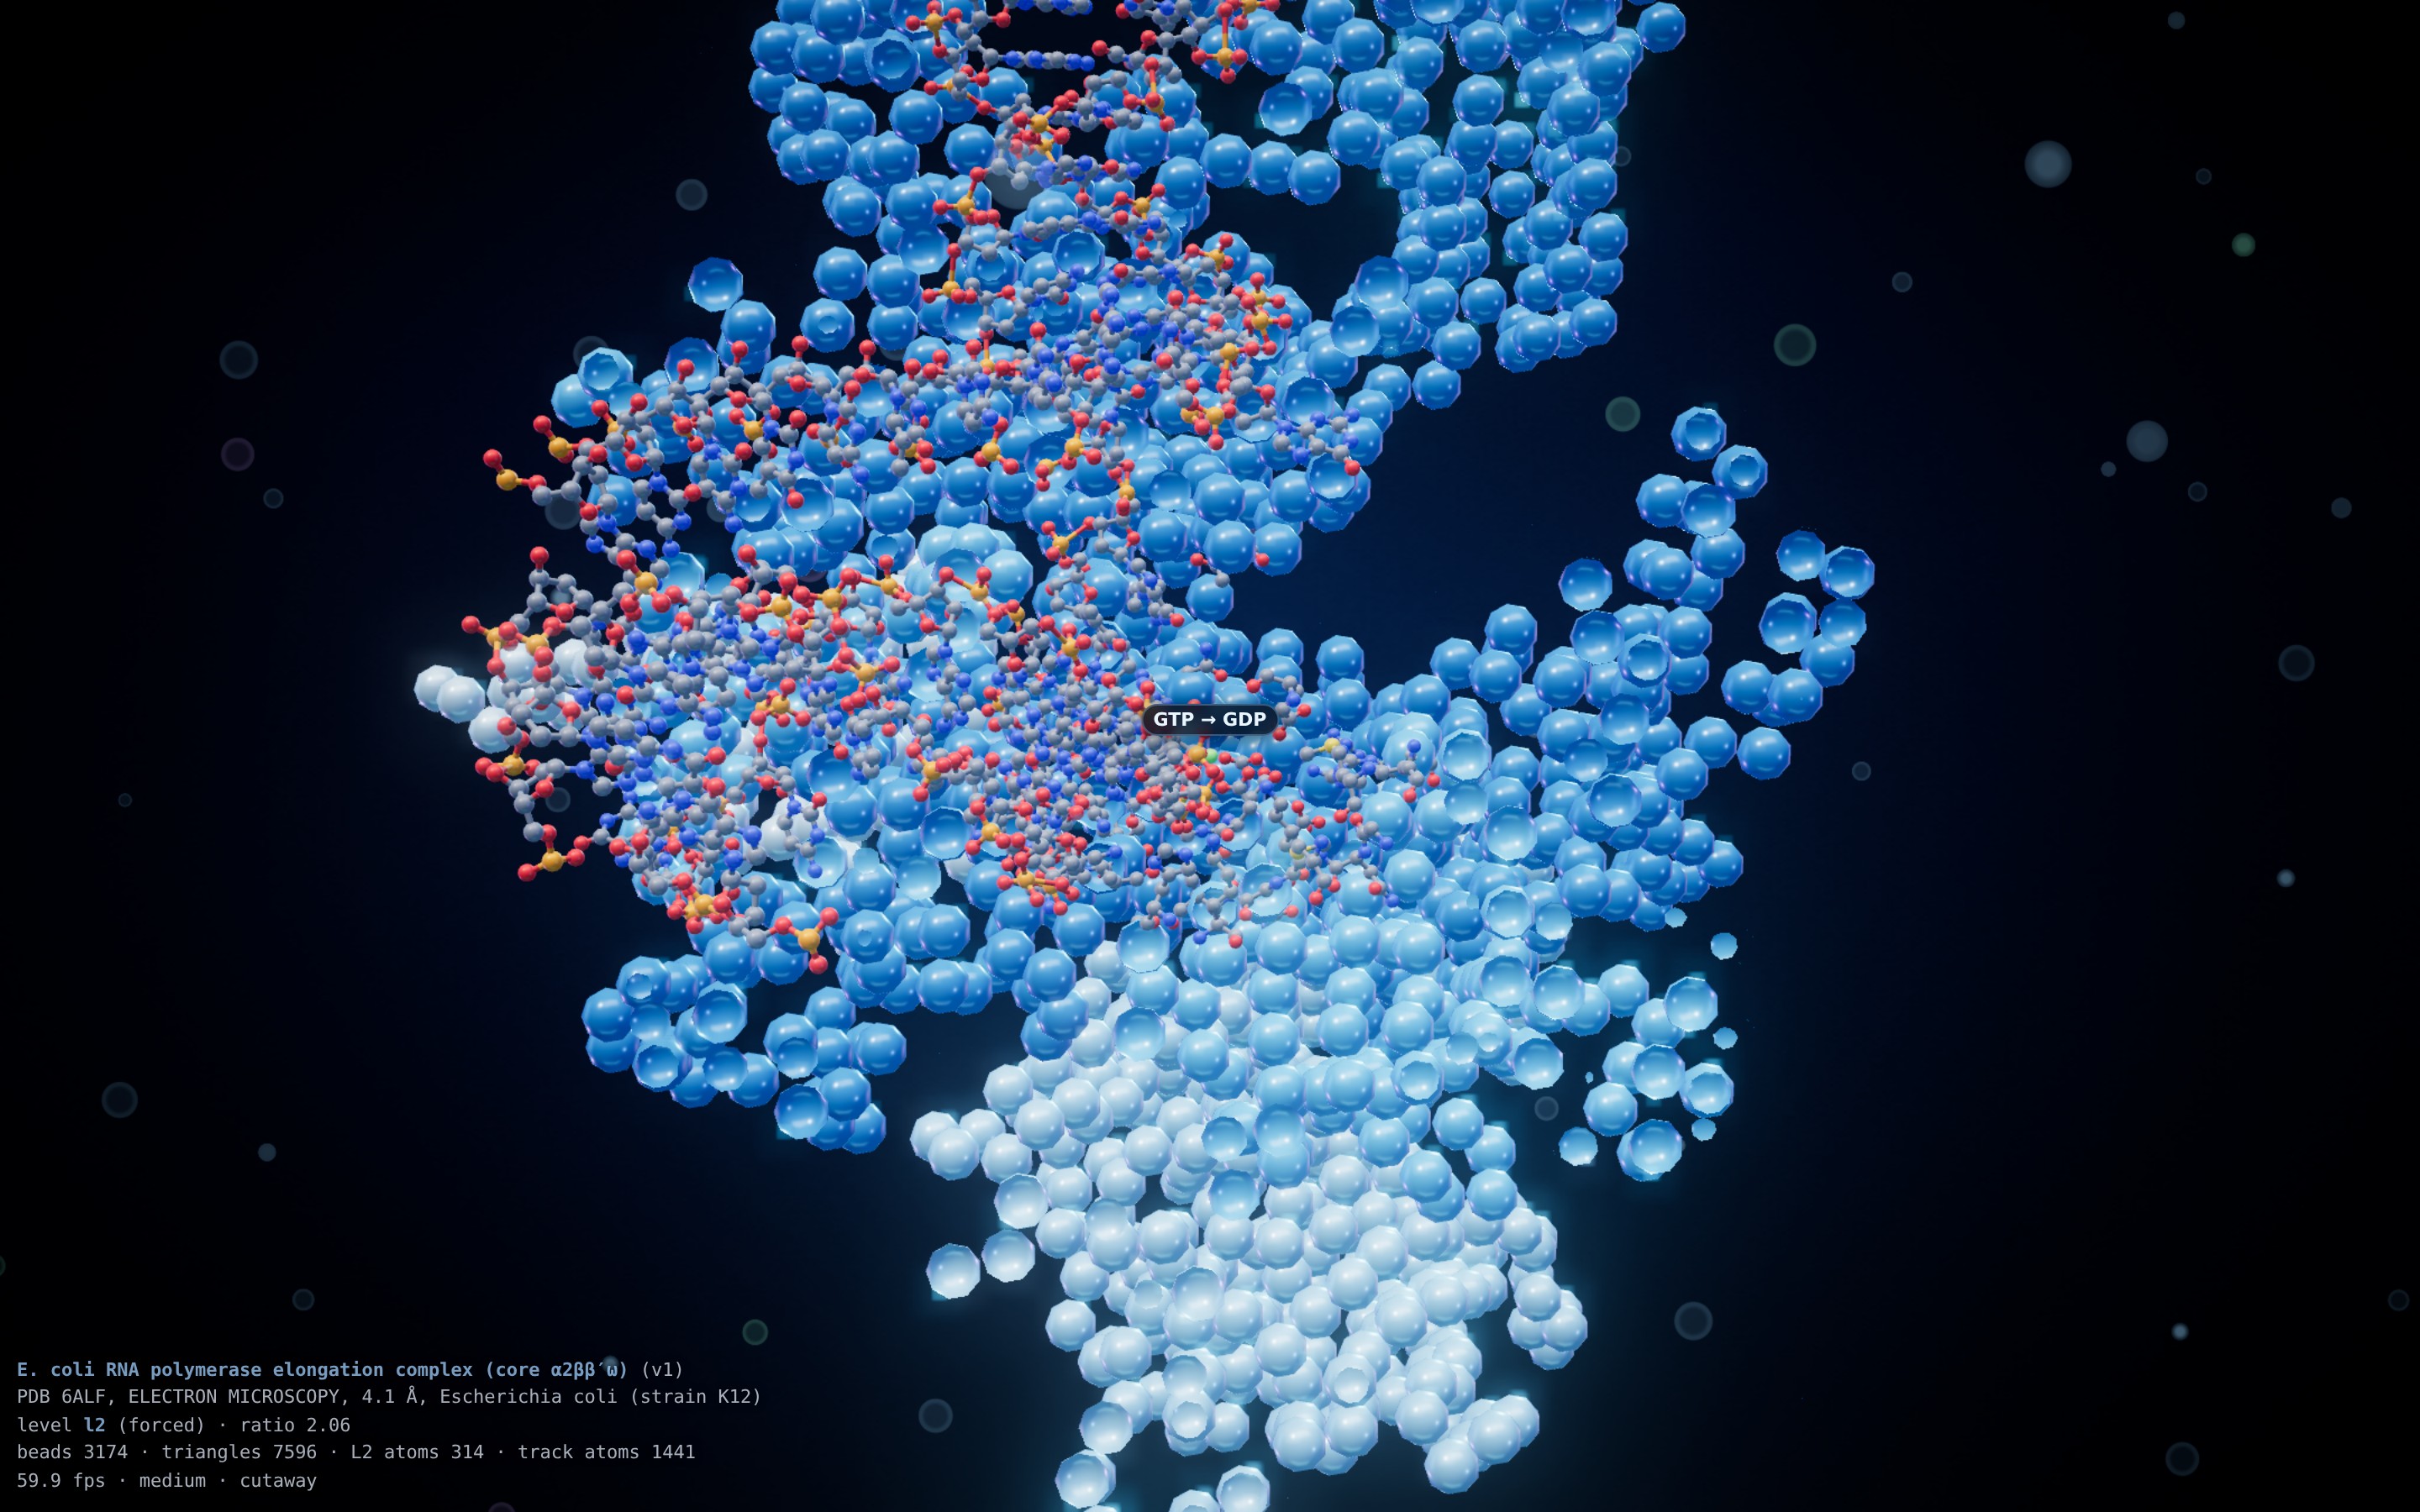 GTP → GDP
E. coli RNA polymerase elongation complex (core α2ββ′ω) (v1)
PDB 6ALF, ELECTRON MICROSCOPY, 4.1 Å, Escherichia coli (strain K12)
level l2 (forced) · ratio 2.06
beads 3174 · triangles 7596 · L2 atoms 314 · track atoms 1441
59.9 fps · medium · cutaway